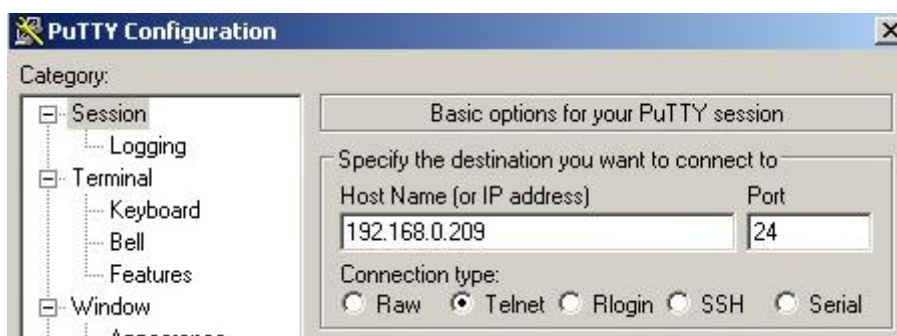 PuTTY Configuration
Category:
Session
Logging
Terminal
Keyboard
Bell
Features
Window
Appearance
Basic options for your PuTTY session
Specify the destination you want to connect to
Host Name (or IP address) Port
192.168.0.209 24
Connection type:
Raw Telnet Rlogin SSH Serial